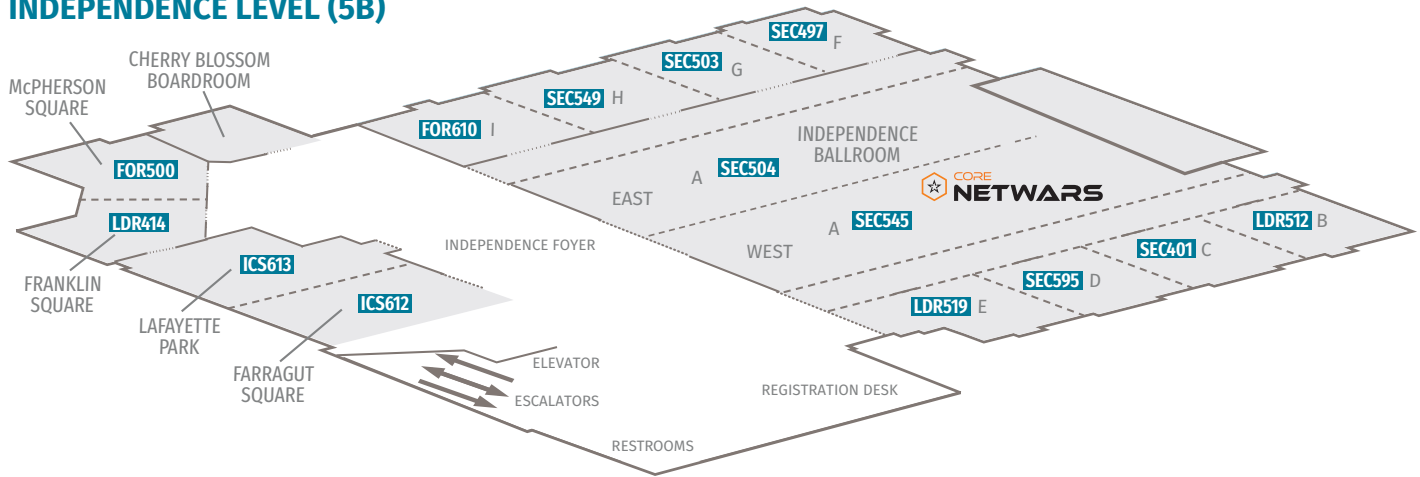 INDEPENDENCE LEVEL (5B)
CHERRY BLOSSOM
BOARDROOM
McPHERSON
SQUARE
FOR500
LDR414
FRANKLIN
SQUARE
ICS613
LAFAYETTE
PARK
ICS612
FARRAGUT
SQUARE
INDEPENDENCE FOYER
SEC497 F
SEC503 G
SEC549 H
FOR610 I
INDEPENDENCE
BALLROOM
A SEC504
EAST
CORE
NETWARS
A SEC545
WEST
LDR512 B
SEC401 C
SEC595 D
LDR519 E
ELEVATOR
ESCALATORS
REGISTRATION DESK
RESTROOMS